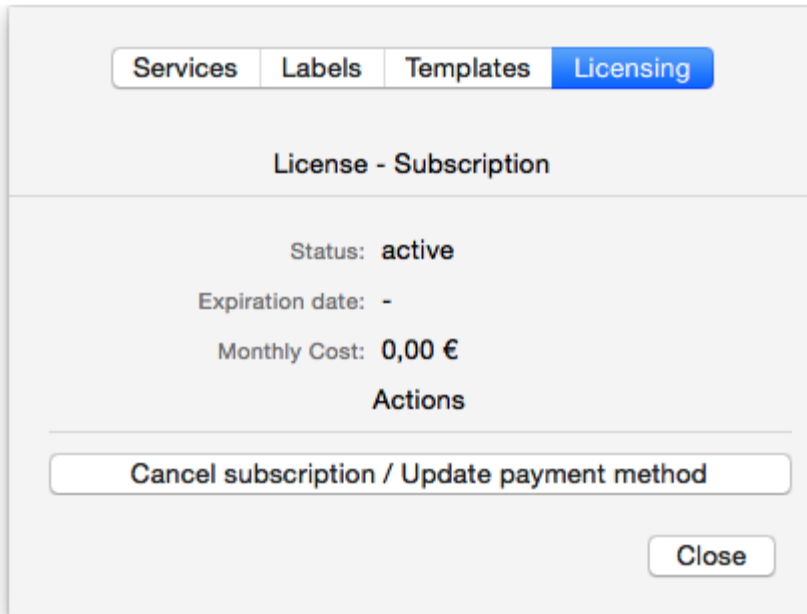 Services Labels Templates Licensing
License - Subscription
Status: active
Expiration date: -
Monthly Cost: 0,00 €
Actions
Cancel subscription / Update payment method
Close